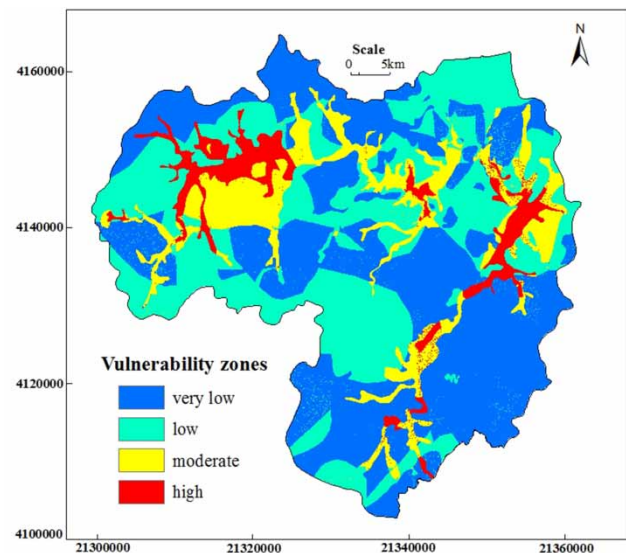 N
Scale
0 5km
4160000
4140000
4120000
4100000
Vulnerability zones
very low
low
moderate
high
21300000 21320000 21340000 21360000